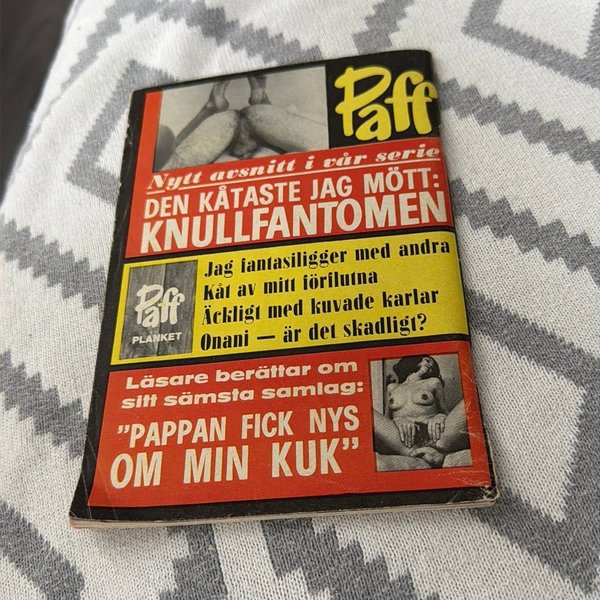 Paff
Nytt avsnitt i vår serie
DEN KÅTASTE JAG MÖTT:
KNULLFANTOMEN
Jag fantasiligger med andra
Kåt av mitt förilutna
Äckligt med kuvade karlar
Onani — är det skadligt?
Paff
PLANKET
Läsare berättar om
sitt sämsta samlag:
"PAPPAN FICK NYS
OM MIN KUK"